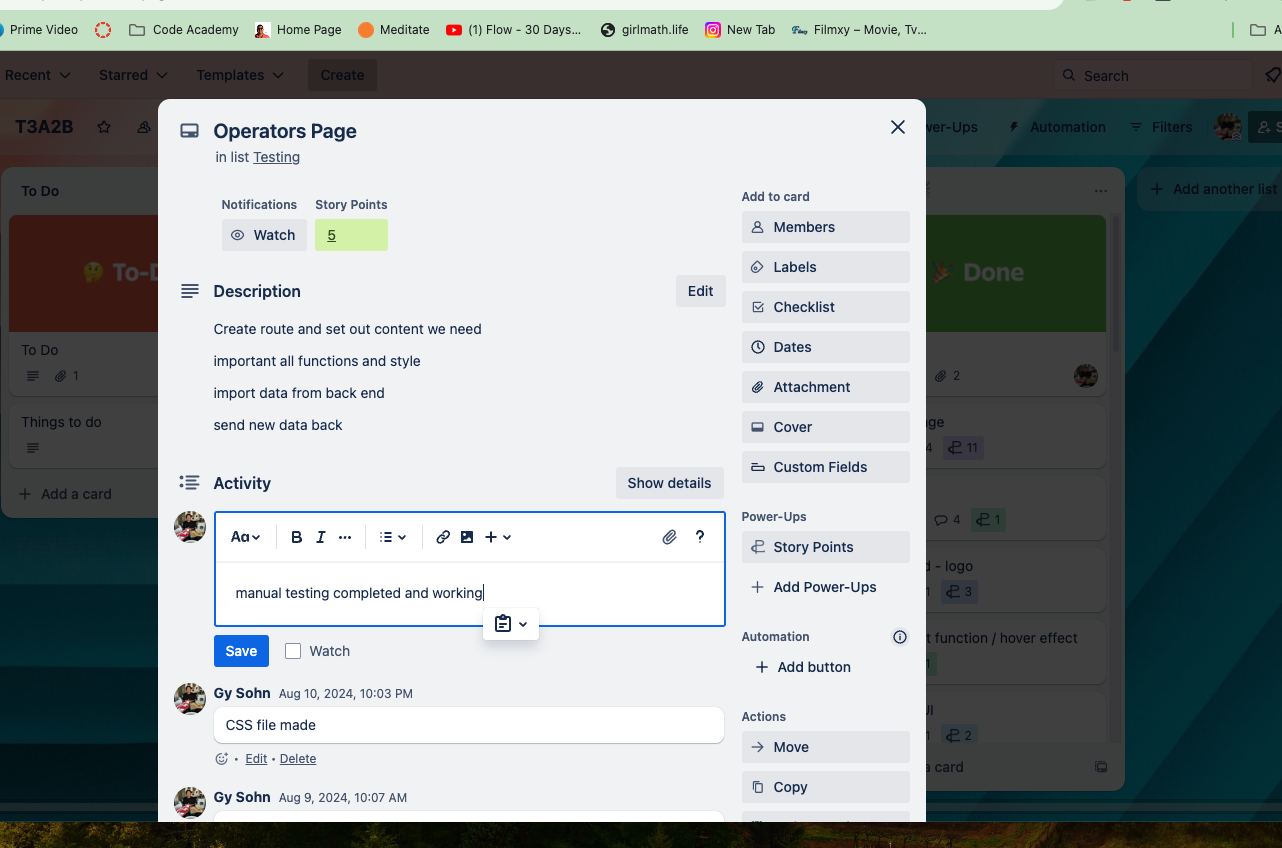 Prime Video
Code Academy
Home Page
Meditate
(1) Flow - 30 Days...
girlmath.life
New Tab
Filmxy – Movie, Tv...
Recent
Starred
Templates
Create
Search
T3A2B
wer-Ups
Automation
Filters
To Do
To Do
1
Things to do
Add a card
Operators Page
in list Testing
Notifications
Story Points
Watch
5
Description
Edit
Create route and set out content we need
important all functions and style
import data from back end
send new data back
Activity
Show details
Aa
B
I
?
manual testing completed and working
Save
Watch
Gy Sohn Aug 10, 2024, 10:03 PM
CSS file made
• Edit • Delete
Gy Sohn Aug 9, 2024, 10:07 AM
Add to card
Members
Labels
Checklist
Dates
Attachment
Cover
Custom Fields
Power-Ups
Story Points
Add Power-Ups
Automation
Add button
Actions
Move
Copy
Add another list
Done
2
4
11
4
1
- logo
3
function / hover effect
2
card